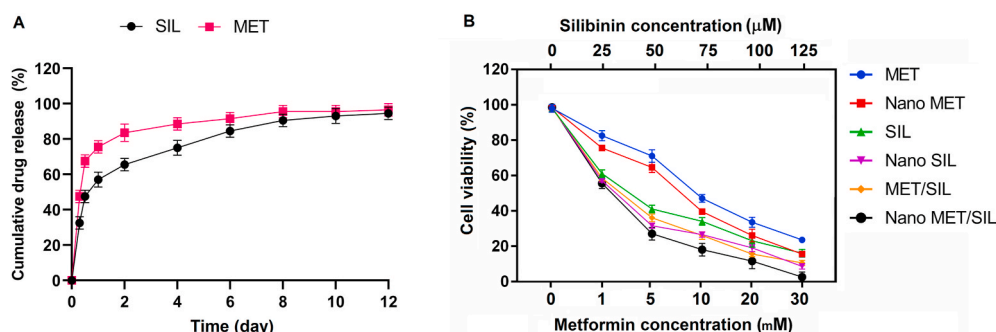 A
SIL MET
Cumulative drug release (%)
120
100
80
60
40
20
0
0 2 4 6 8 10 12
Time (day)
B
Silibinin concentration (μM)
0 25 50 75 100 125
Cell viability (%)
120
100
80
60
40
20
0
0 1 5 10 20 30
Metformin concentration (mM)
MET
Nano MET
SIL
Nano SIL
MET/SIL
Nano MET/SIL